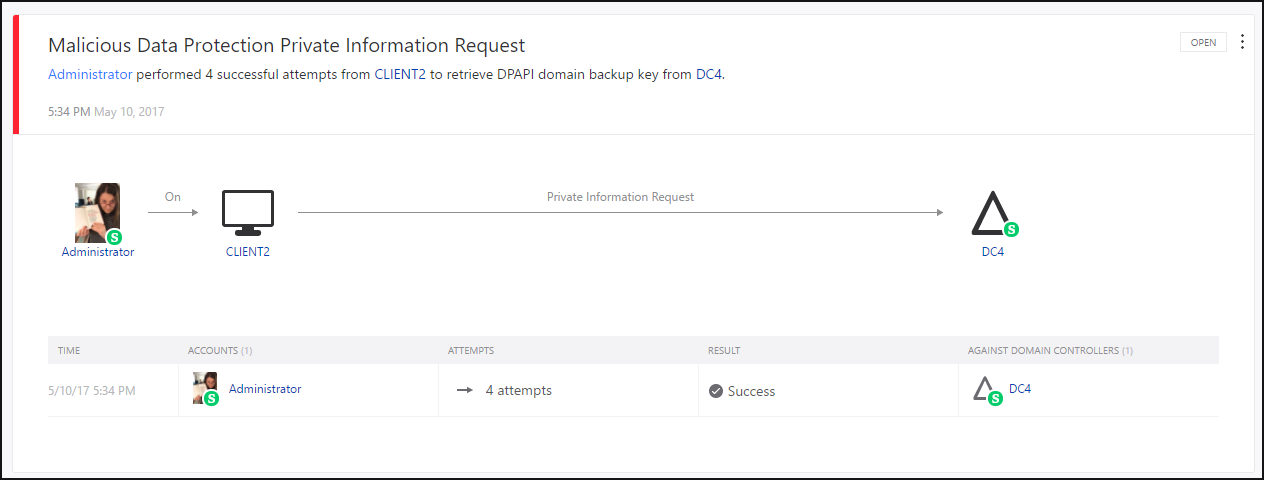 Malicious Data Protection Private Information Request
OPEN
Administrator performed 4 successful attempts from CLIENT2 to retrieve DPAPI domain backup key from DC4.
5:34 PM May 10, 2017
On
Private Information Request
S
S
Administrator
CLIENT2
DC4
TIME ACCOUNTS (1) ATTEMPTS RESULT AGAINST DOMAIN CONTROLLERS (1)
5/10/17 5:34 PM S Administrator 4 attempts Success S DC4